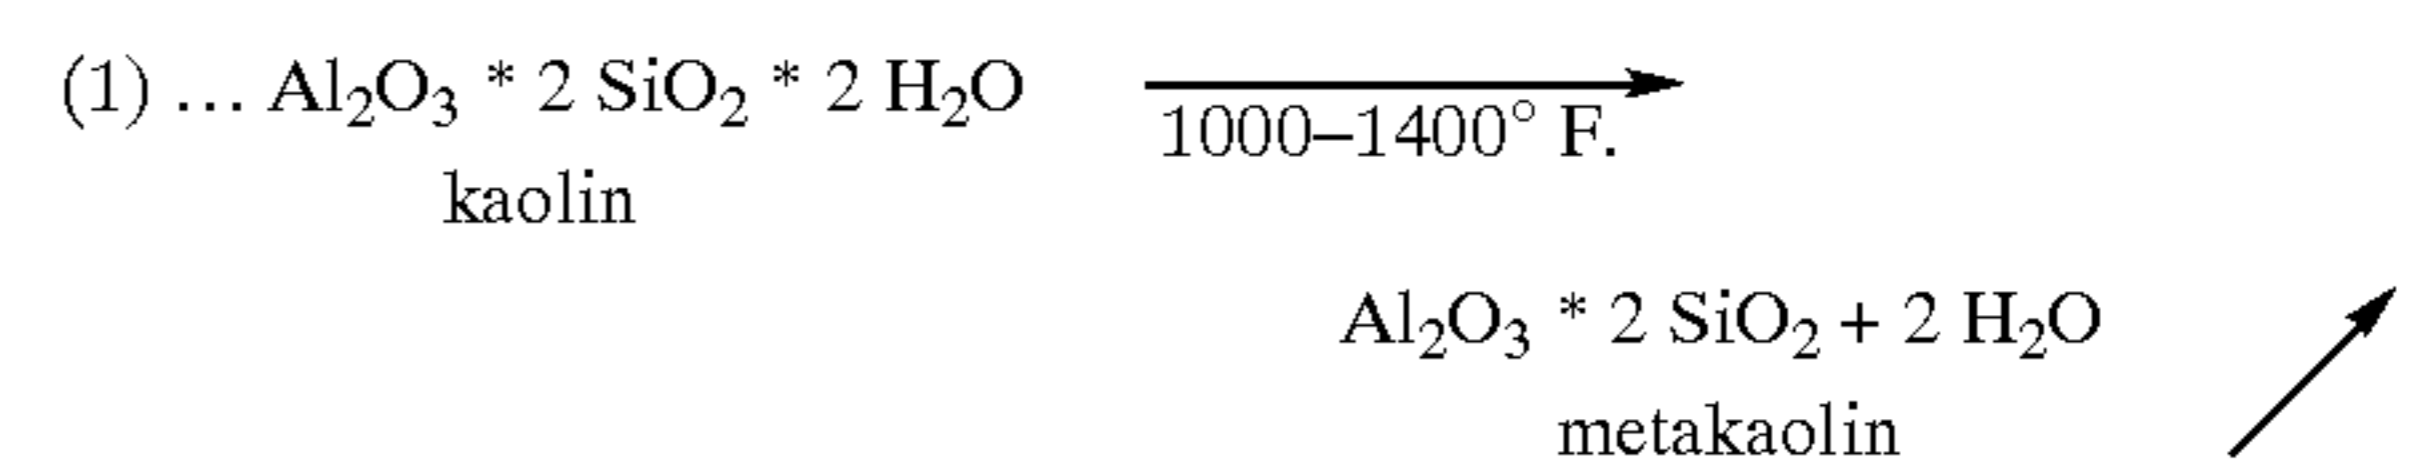 (1) … Al₂O₃ * 2 SiO₂ * 2 H₂O
1000–1400° F.
kaolin
Al₂O₃ * 2 SiO₂ + 2 H₂O
metakaolin